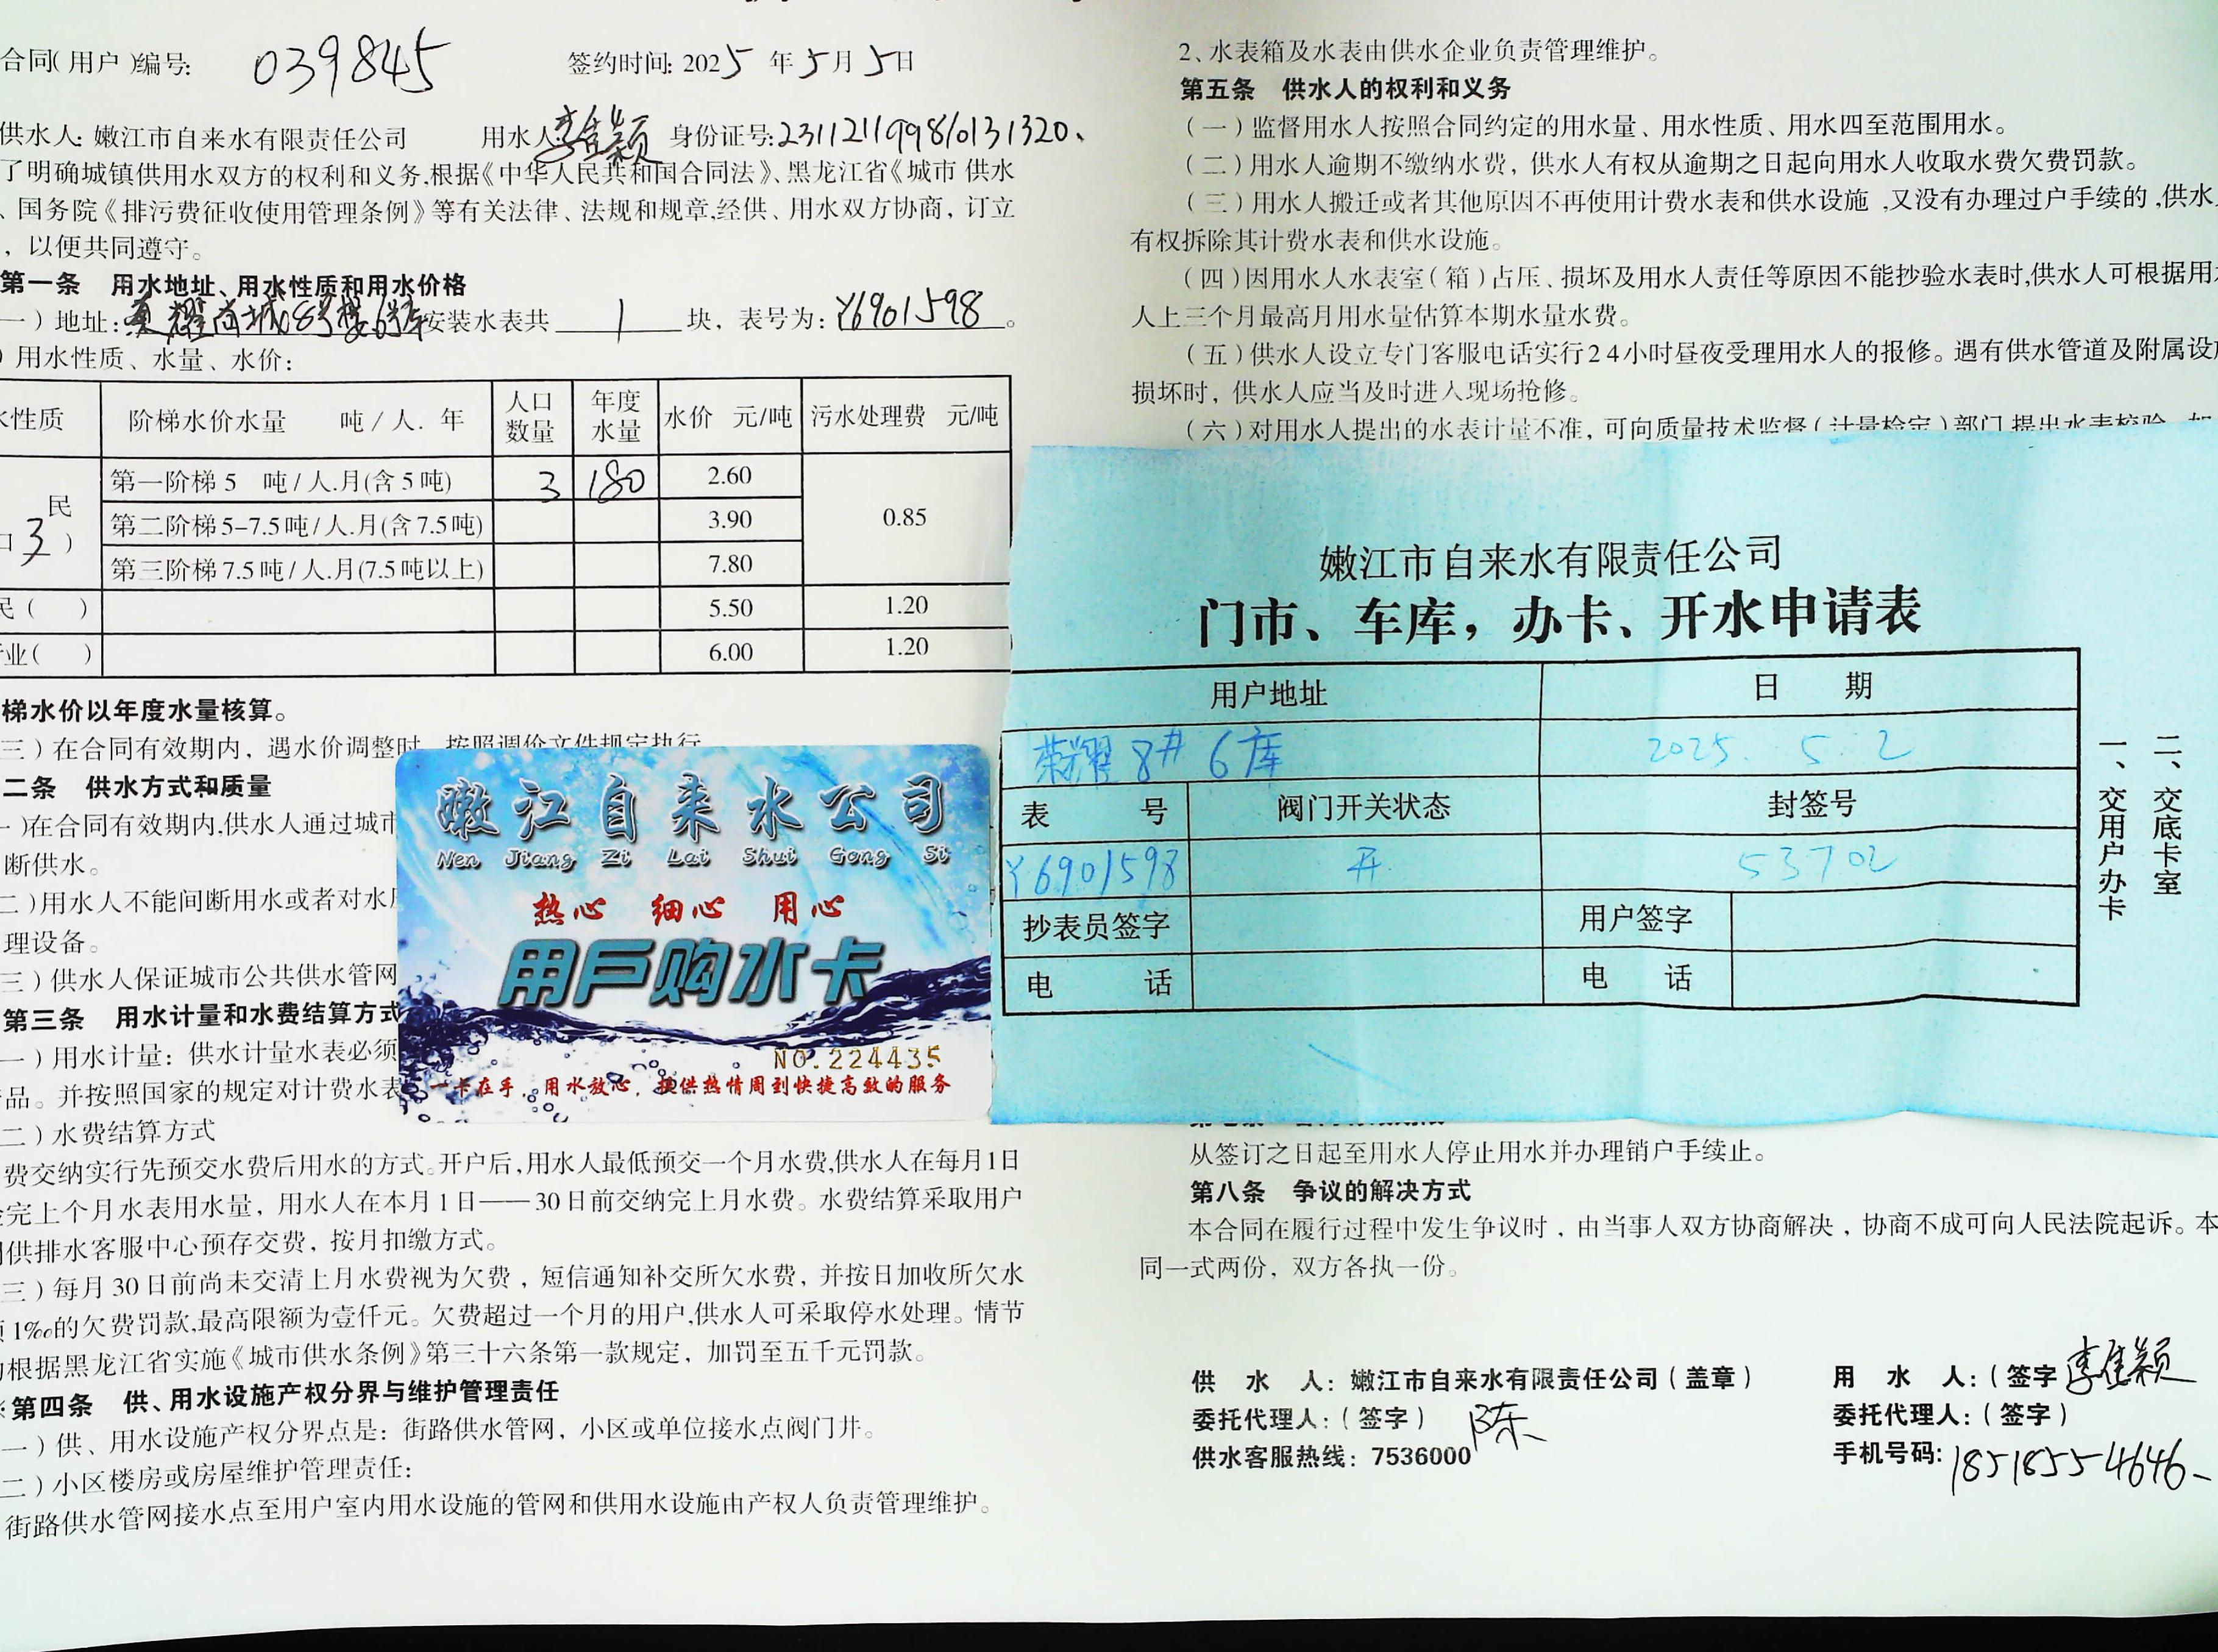 合同(用户)编号: 039845 签约时间: 2025年5月5日
供水人: 嫩江市自来水有限责任公司 用水人 李佳颖 身份证号: 231121199810131320、
了明确城镇供用水双方的权利和义务,根据《中华人民共和国合同法》、黑龙江省《城市 供水
、国务院《排污费征收使用管理条例》等有关法律、法规和规章,经供、用水双方协商，订立
，以便共同遵守。
第一条 用水地址、用水性质和用水价格
一）地址: 荣耀尚城8号楼6号库 安装水表共 1 块，表号为: Y6901598。
）用水性质、水量、水价：
水性质 阶梯水价水量 吨/人.年 人口数量 年度水量 水价 元/吨 污水处理费 元/吨
民 口 3 ）
第一阶梯 5 吨/人.月(含5吨) 3 180 2.60 0.85
第二阶梯 5-7.5吨/人.月(含7.5吨) 3.90
第三阶梯 7.5吨/人.月(7.5吨以上) 7.80
民（ ） 5.50 1.20
业（ ） 6.00 1.20
梯水价以年度水量核算。
三）在合同有效期内，遇水价调整时，按照调价文件规定执行
二条 供水方式和质量
）在合同有效期内,供水人通过城市
断供水。
二)用水人不能间断用水或者对水
理设备。
三）供水人保证城市公共供水管网
第三条 用水计量和水费结算方式
一）用水计量：供水计量水表必须
品。并按照国家的规定对计费水表
二）水费结算方式
费交纳实行先预交水费后用水的方式。开户后,用水人最低预交一个月水费,供水人在每月1日
完上个月水表用水量，用水人在本月1日——30日前交纳完上月水费。水费结算采取用户
供排水客服中心预存交费，按月扣缴方式。
三）每月30日前尚未交清上月水费视为欠费，短信通知补交所欠水费，并按日加收所欠水
1‰的欠费罚款,最高限额为壹仟元。欠费超过一个月的用户,供水人可采取停水处理。情节
根据黑龙江省实施《城市供水条例》第三十六条第一款规定，加罚至五千元罚款。
第四条 供、用水设施产权分界与维护管理责任
一）供、用水设施产权分界点是：街路供水管网，小区或单位接水点阀门井。
二）小区楼房或房屋维护管理责任：
街路供水管网接水点至用户室内用水设施的管网和供用水设施由产权人负责管理维护。
嫩江自来水公司
Nen Jiang Zi Lai Shui Gong Si
热心 细心 用心
用户购水卡
NO.224435
一卡在手，用水放心，提供热情周到快捷高效的服务
2、水表箱及水表由供水企业负责管理维护。
第五条 供水人的权利和义务
（一）监督用水人按照合同约定的用水量、用水性质、用水四至范围用水。
（二）用水人逾期不缴纳水费，供水人有权从逾期之日起向用水人收取水费欠费罚款。
（三）用水人搬迁或者其他原因不再使用计费水表和供水设施,又没有办理过户手续的,供水
有权拆除其计费水表和供水设施。
（四）因用水人水表室（箱）占压、损坏及用水人责任等原因不能抄验水表时,供水人可根据用
人上三个月最高月用水量估算本期水量水费。
（五）供水人设立专门客服电话实行24小时昼夜受理用水人的报修。遇有供水管道及附属设
损坏时，供水人应当及时进入现场抢修。
（六）对用水人提出的水表计量不准，可向质量技术监督（计量检定）部门 提出水表校验
嫩江市自来水有限责任公司
门市、车库，办卡、开水申请表
用户地址 日 期
荣耀 8# 6库 2025. 5. 2
表 号 阀门开关状态 封签号
Y6901598 开 53702
抄表员签字 用户签字
电 话 电 话
一、交用户办卡
二、交底卡室
从签订之日起至用水人停止用水并办理销户手续止。
第八条 争议的解决方式
本合同在履行过程中发生争议时，由当事人双方协商解决，协商不成可向人民法院起诉。本
同一式两份，双方各执一份。
供 水 人：嫩江市自来水有限责任公司（盖章）
委托代理人：（签字） 陈
供水客服热线：7536000
用 水 人：（签字 李佳颖
委托代理人：（签字）
手机号码: 18518554646